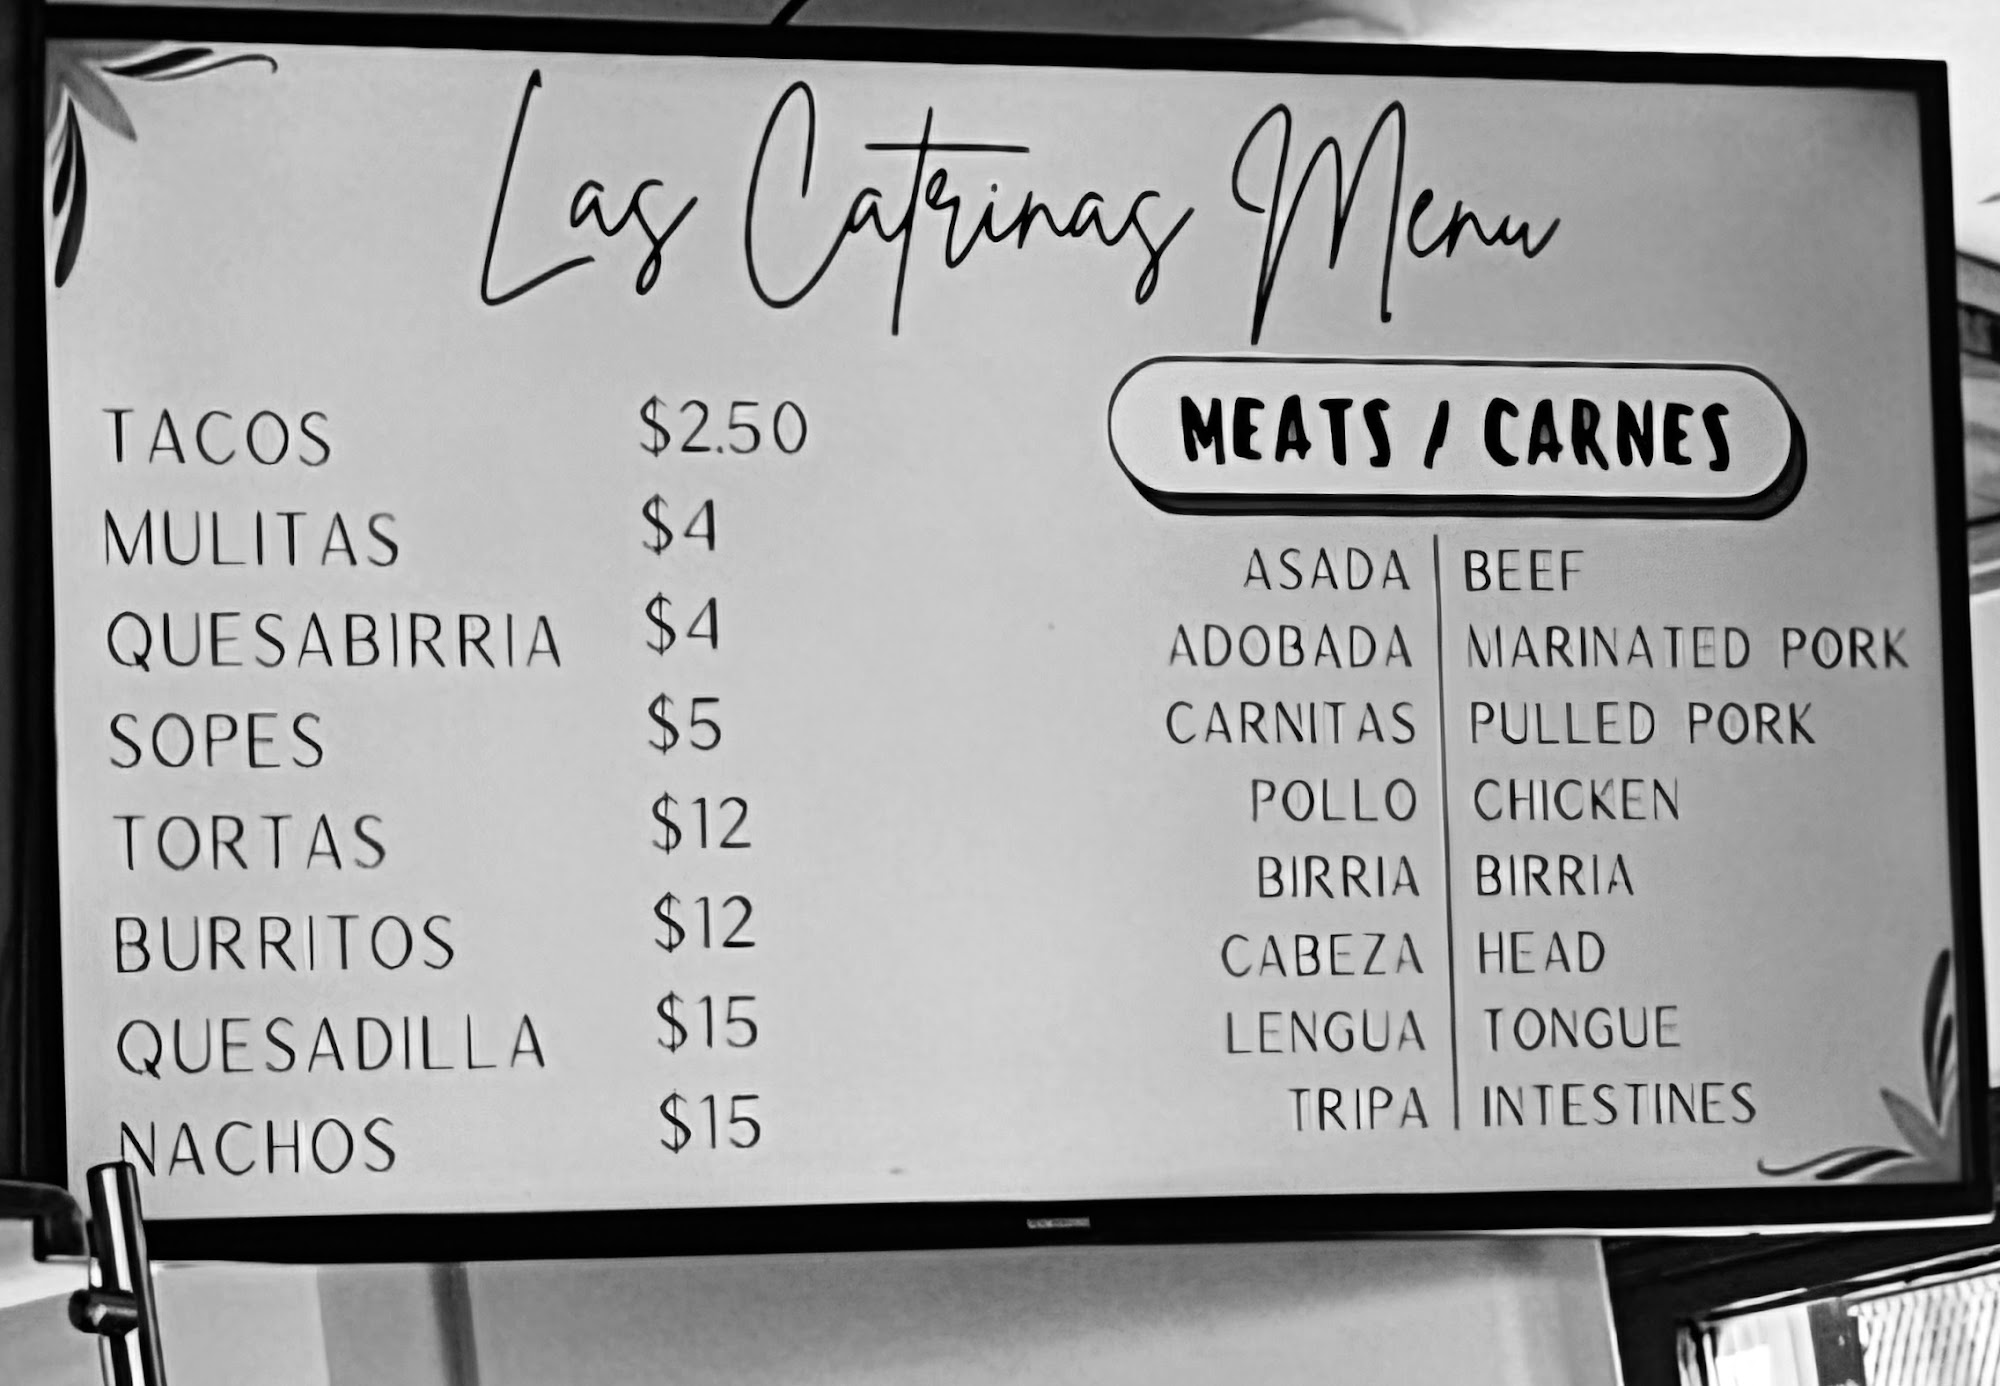 Las Catrinas Menu
TACOS $2.50
MULITAS $4
QUESABIRRIA $4
SOPES $5
TORTAS $12
BURRITOS $12
QUESADILLA $15
NACHOS $15
MEATS / CARNES
ASADA | BEEF
ADOBADA | MARINATED PORK
CARNITAS | PULLED PORK
POLLO | CHICKEN
BIRRIA | BIRRIA
CABEZA | HEAD
LENGUA | TONGUE
TRIPA | INTESTINES